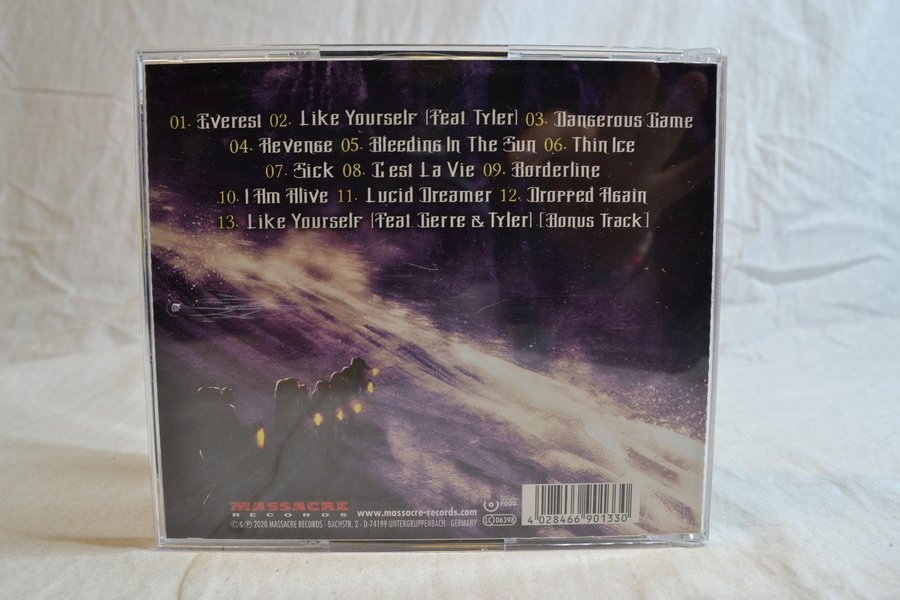 01. Everest 02. Like Yourself [Feat Tyler] 03. Dangerous Game
04. Revenge 05. Bleeding In The Sun 06. Thin Ice
07. Sick 08. C'est La Vie 09. Borderline
10. I Am Alive 11. Lucid Dreamer 12. Dropped Again
13. Like Yourself [Feat Gerre & Tyler] [Bonus Track]
MASSACRE
RECORDS
www.massacre-records.com
©&℗ 2020 MASSACRE RECORDS - BACHSTR. 2 - D-74199 UNTERGRUPPENBACH - GERMANY
SOUL FOOD
LC 06398
4 028466 901330